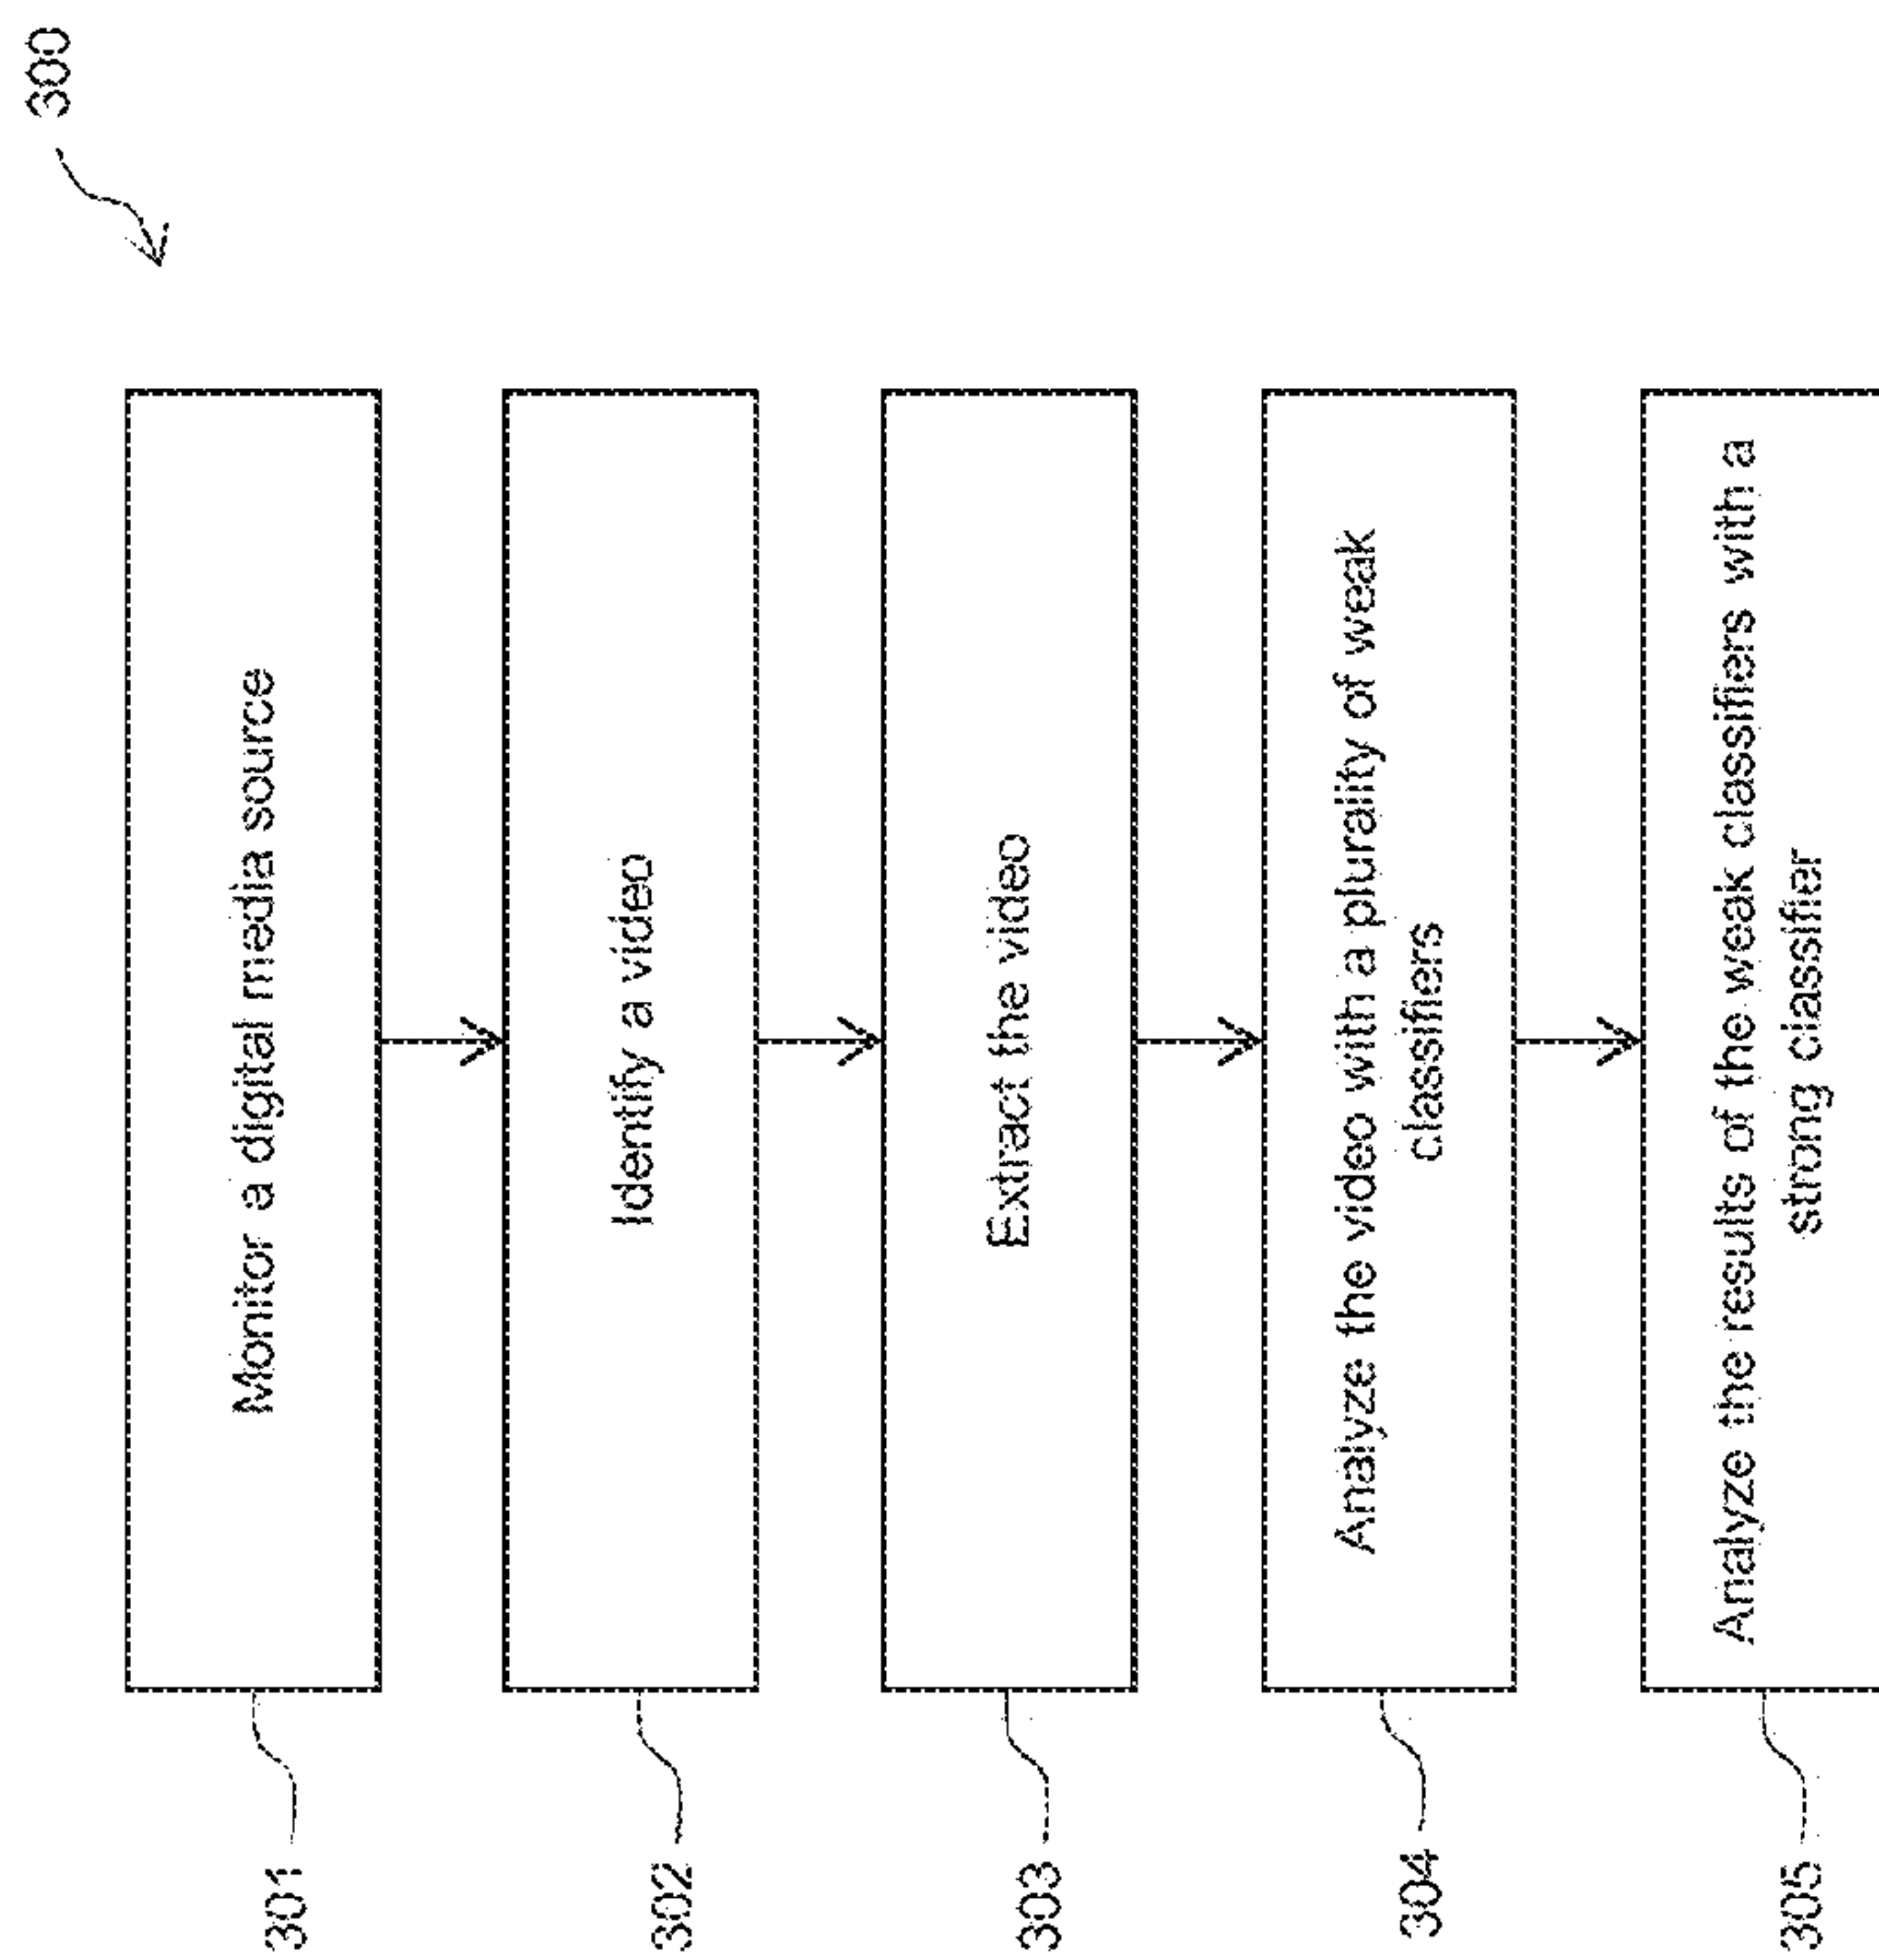 300
301
Monitor a digital media source
302
Identify a video
303
Extract the video
304
Analyze the video with a plurality of weak
classifiers
305
Analyze the results of the weak classifiers with a
strong classifier